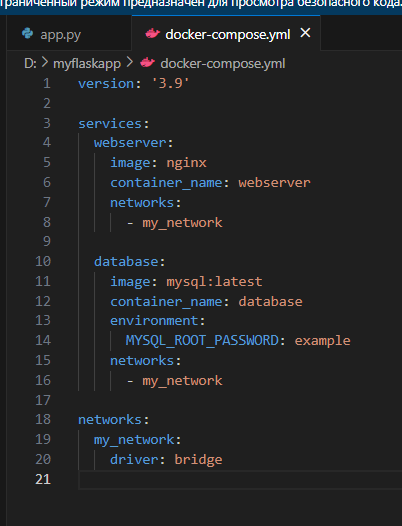 граниченный режим предназначен для просмотра безопасного кода.
app.py docker-compose.yml ×
D: > myflaskapp > docker-compose.yml
1 version: '3.9'
2
3 services:
4   webserver:
5     image: nginx
6     container_name: webserver
7     networks:
8       - my_network
9
10   database:
11     image: mysql:latest
12     container_name: database
13     environment:
14       MYSQL_ROOT_PASSWORD: example
15     networks:
16       - my_network
17
18 networks:
19   my_network:
20     driver: bridge
21